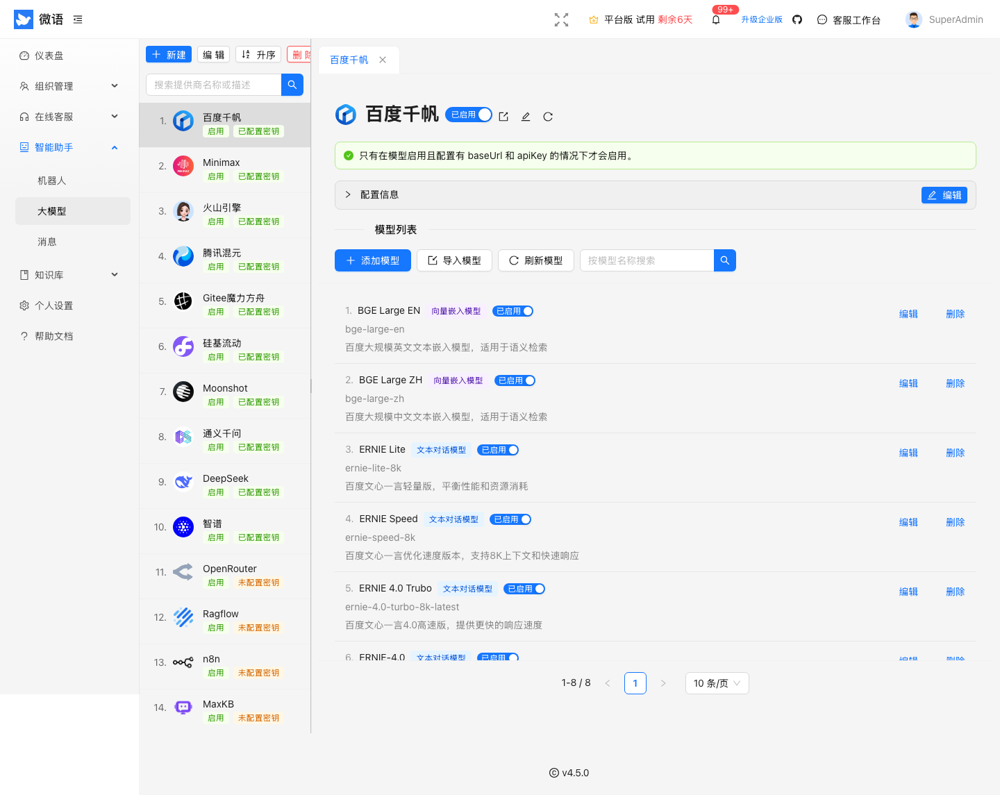 微语
平台版 试用 剩余6天
99+
升级企业版
客服工作台
SuperAdmin
仪表盘
组织管理
在线客服
智能助手
机器人
大模型
消息
知识库
个人设置
帮助文档
新建
编 辑
升序
删 除
搜索提供商名称或描述
1. 百度千帆
启用 已配置密钥
2. Minimax
启用 已配置密钥
3. 火山引擎
启用 已配置密钥
4. 腾讯混元
启用 已配置密钥
5. Gitee魔力方舟
启用 已配置密钥
6. 硅基流动
启用 已配置密钥
7. Moonshot
启用 已配置密钥
8. 通义千问
启用 已配置密钥
9. DeepSeek
启用 已配置密钥
10. 智谱
启用 已配置密钥
11. OpenRouter
启用 未配置密钥
12. Ragflow
启用 未配置密钥
13. n8n
启用 未配置密钥
14. MaxKB
启用 未配置密钥
百度千帆
百度千帆 已启用
只有在模型启用且配置有 baseUrl 和 apiKey 的情况下才会启用。
配置信息 编辑
模型列表
添加模型 导入模型 刷新模型 按模型名称搜索
1. BGE Large EN 向量嵌入模型 已启用 编辑 删除
bge-large-en
百度大规模英文文本嵌入模型，适用于语义检索
2. BGE Large ZH 向量嵌入模型 已启用 编辑 删除
bge-large-zh
百度大规模中文文本嵌入模型，适用于语义检索
3. ERNIE Lite 文本对话模型 已启用 编辑 删除
ernie-lite-8k
百度文心一言轻量版，平衡性能和资源消耗
4. ERNIE Speed 文本对话模型 已启用 编辑 删除
ernie-speed-8k
百度文心一言优化速度版本，支持8K上下文和快速响应
5. ERNIE 4.0 Trubo 文本对话模型 已启用 编辑 删除
ernie-4.0-turbo-8k-latest
百度文心一言4.0高速版，提供更快的响应速度
6. ERNIE-4.0 文本对话模型 已启用 编辑 删除
1-8 / 8
1
10 条/页
© v4.5.0